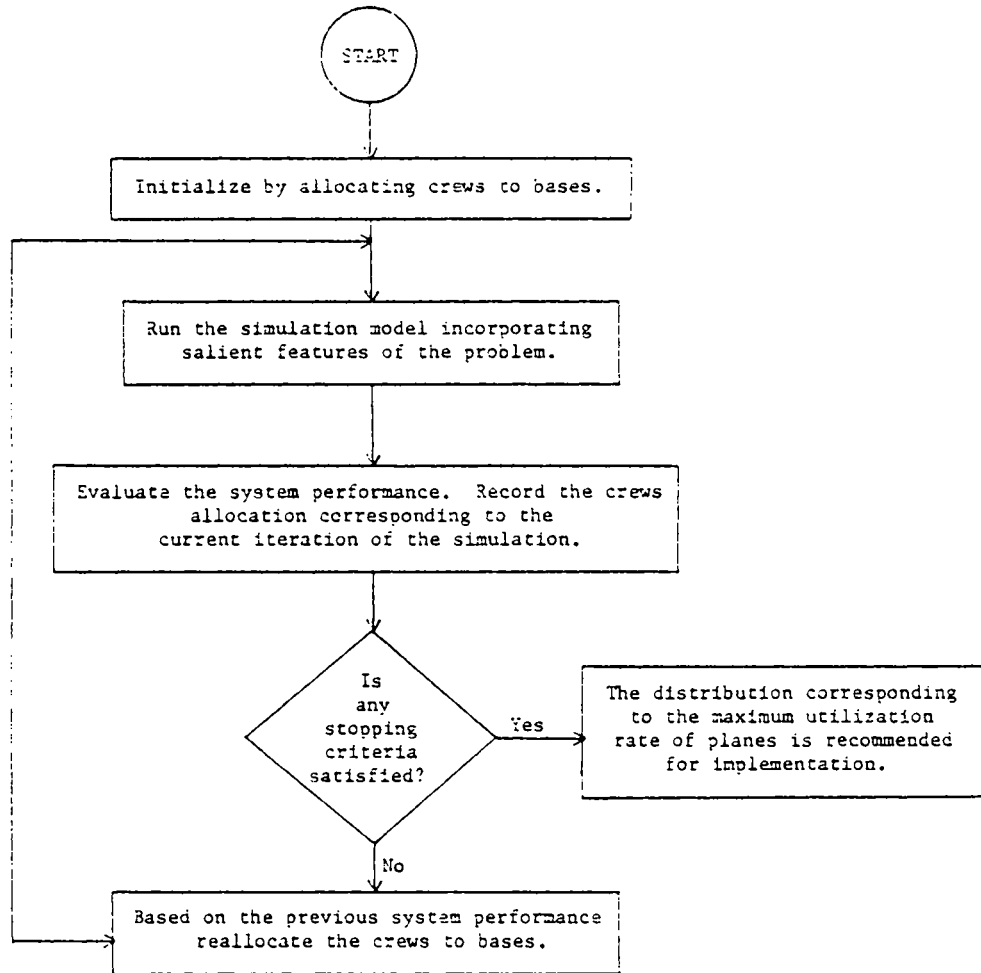 START
Initialize by allocating crews to bases.
Run the simulation model incorporating
salient features of the problem.
Evaluate the system performance. Record the crews
allocation corresponding to the
current iteration of the simulation.
Is
any
stopping
criteria
satisfied?
Yes
The distribution corresponding
to the maximum utilization
rate of planes is recommended
for implementation.
No
Based on the previous system performance
reallocate the crews to bases.